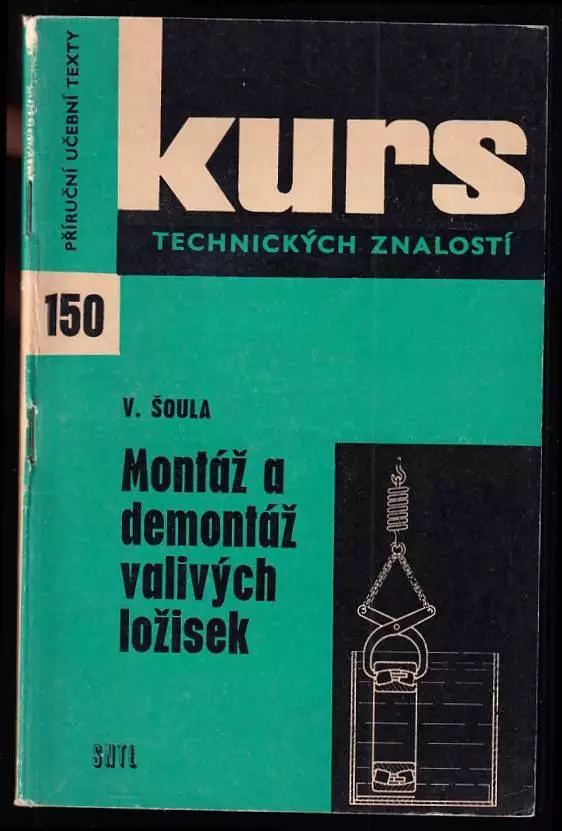 PŘÍRUČNÍ UČEBNÍ TEXTY
kurs
TECHNICKÝCH ZNALOSTÍ
150
V. ŠOULA
Montáž a
demontáž
valivých
ložisek
SNTL